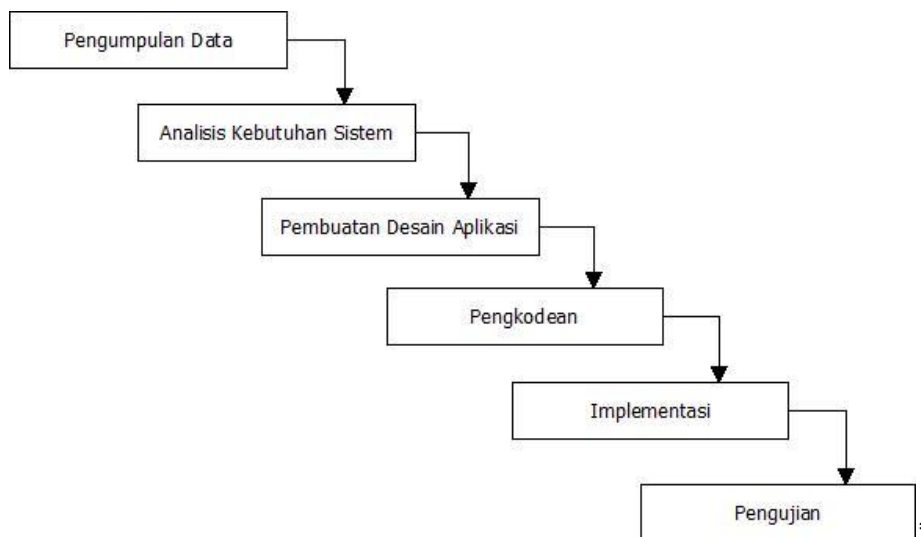 Pengumpulan Data
Analisis Kebutuhan Sistem
Pembuatan Desain Aplikasi
Pengkodean
Implementasi
Pengujian